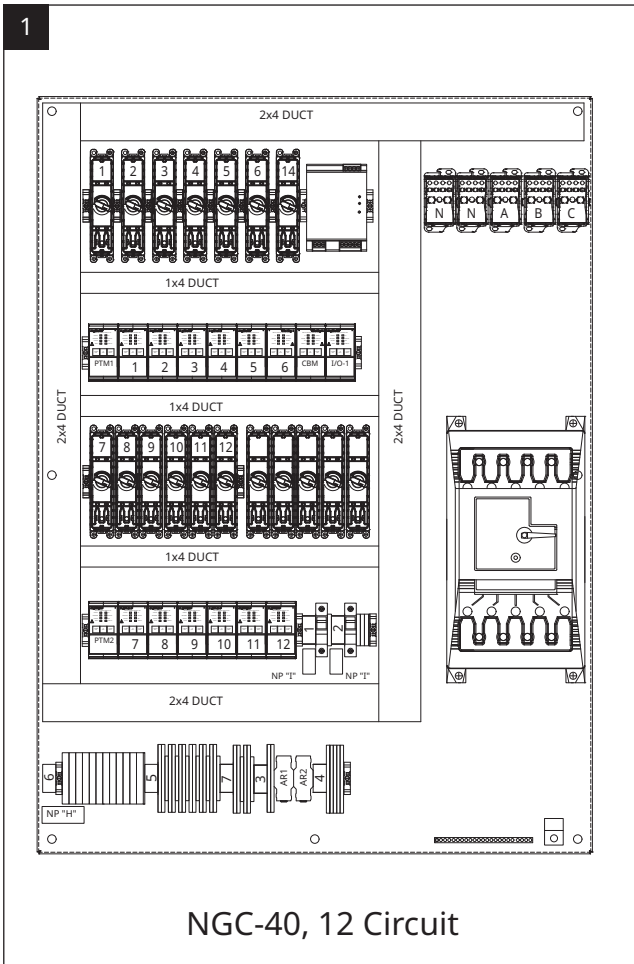 1
2x4 DUCT
1 2 3 4 5 6 14
N N A B C
1x4 DUCT
PTM1 1 2 3 4 5 6 CBM I/O-1
1x4 DUCT
2x4 DUCT
2x4 DUCT
7 8 9 10 11 12
1x4 DUCT
PTM2 7 8 9 10 11 12 1 2
NP "I" NP "I"
2x4 DUCT
6 5 7 3 AR1 AR2 4
NP "H"
NGC-40, 12 Circuit